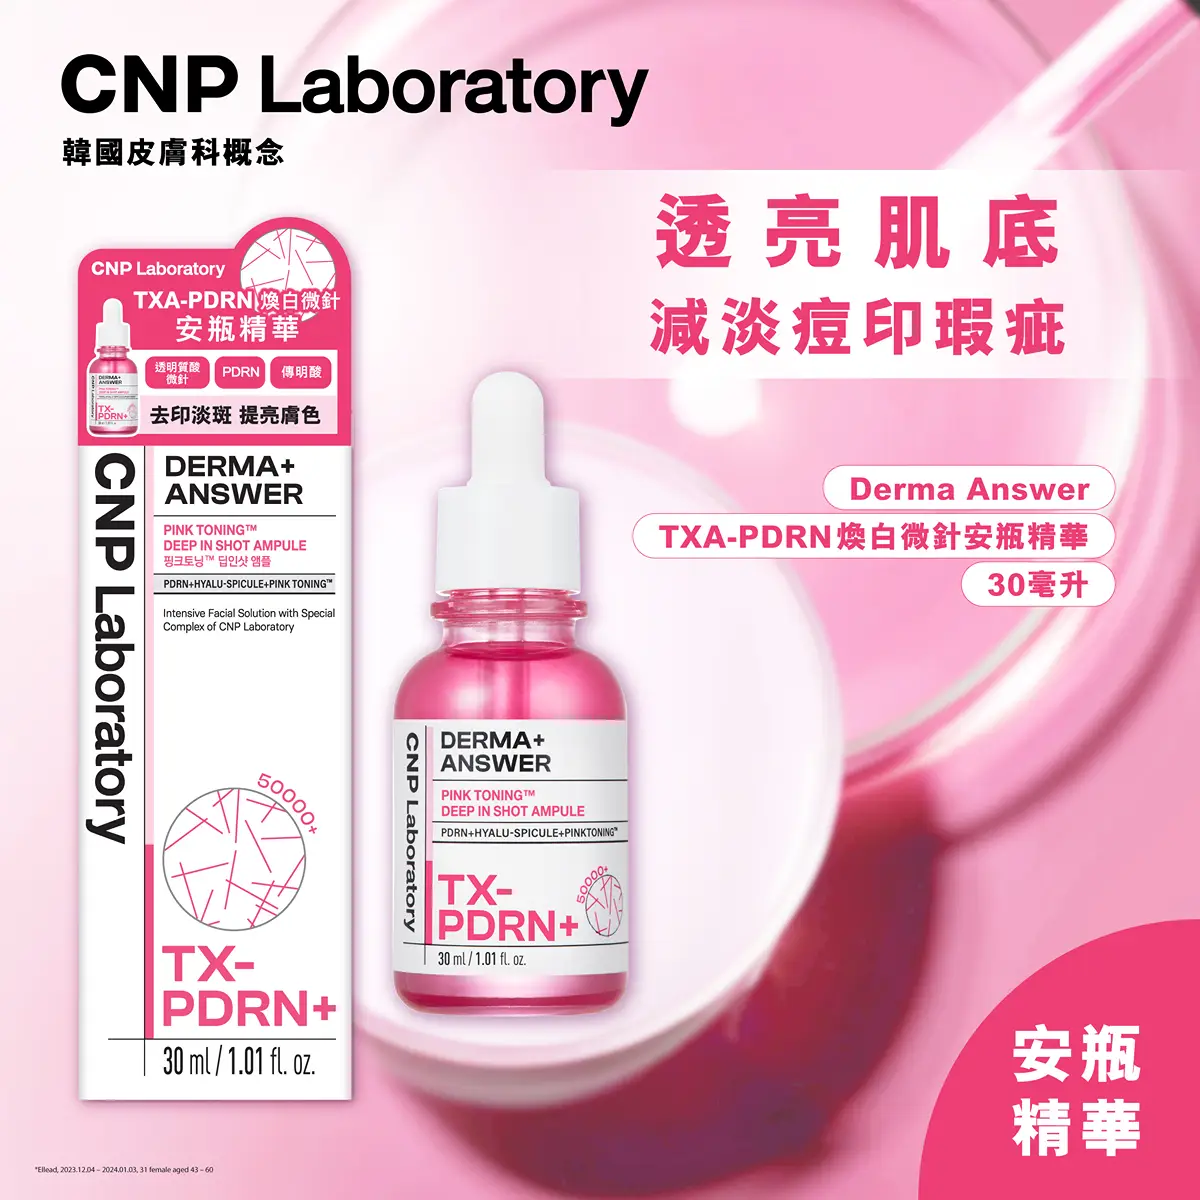 CNP Laboratory
韓國皮膚科概念
透亮肌底
減淡痘印瑕疵
Derma Answer
TXA-PDRN煥白微針安瓶精華
30毫升
CNP Laboratory
TXA-PDRN煥白微針
安瓶精華
透明質酸
微針
PDRN
傳明酸
去印淡斑 提亮膚色
CNP Laboratory
DERMA+
ANSWER
PINK TONING™
DEEP IN SHOT AMPULE
핑크토닝™ 딥인샷 앰플
PDRN+HYALU-SPICULE+PINK TONING™
Intensive Facial Solution with Special
Complex of CNP Laboratory
50000+
TX-
PDRN+
30 ml / 1.01 fl. oz.
CNP Laboratory
DERMA+
ANSWER
PINK TONING™
DEEP IN SHOT AMPULE
PDRN+HYALU-SPICULE+PINKTONING™
50000+
TX-
PDRN+
30 ml / 1.01 fl. oz.
安瓶
精華
*Ellead, 2023.12.04 – 2024.01.03, 31 female aged 43 – 60